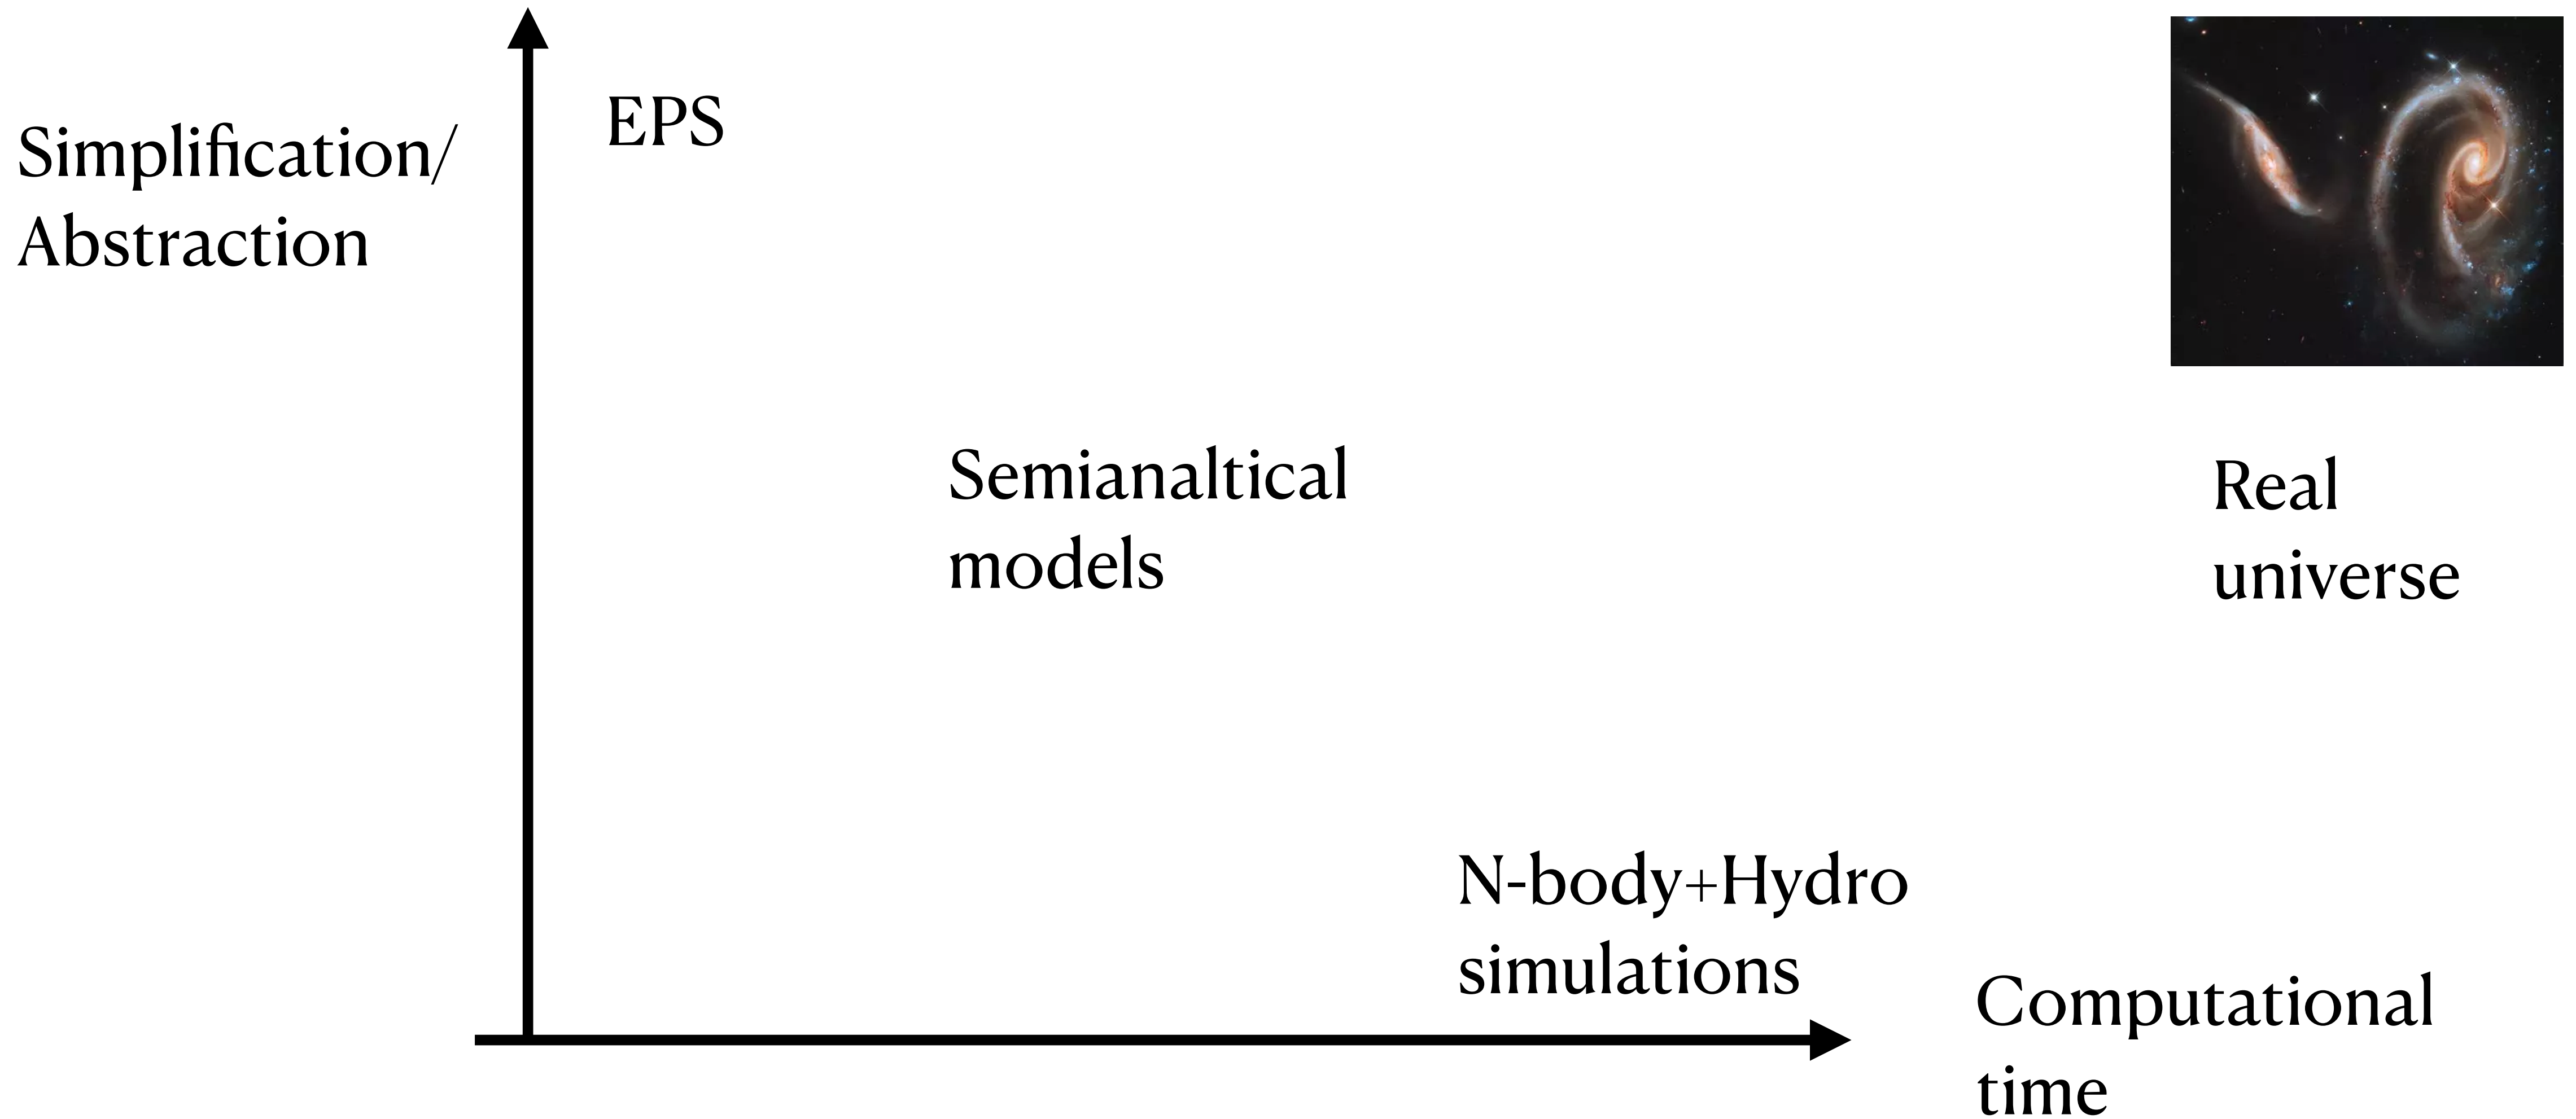 Simplification/
Abstraction
EPS
Semianaltical
models
Real
universe
N-body+Hydro
simulations
Computational
time